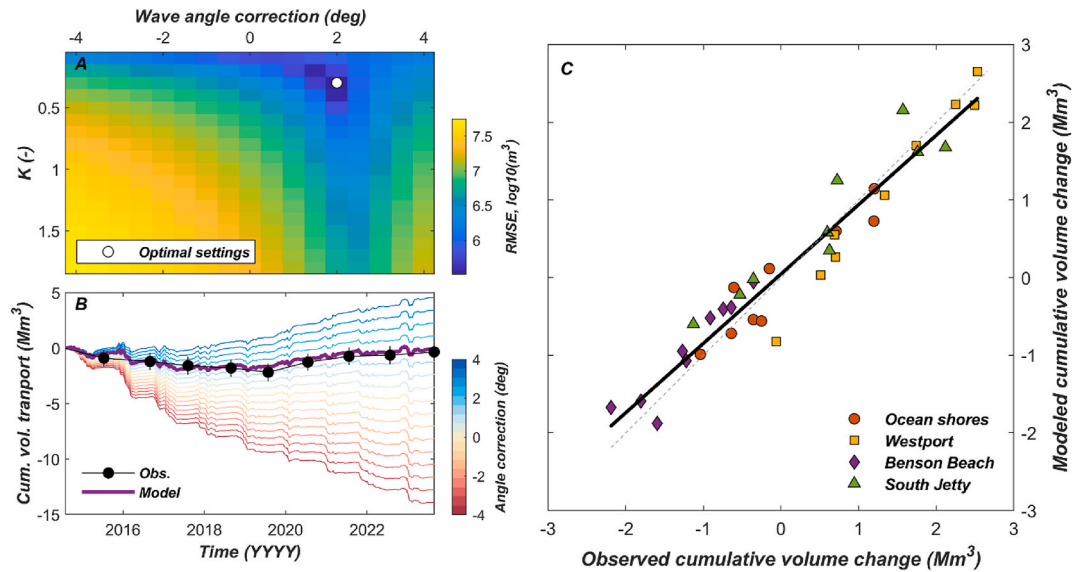 Wave angle correction (deg)
-4 -2 0 2 4
A
K (-)
0.5
1
1.5
Optimal settings
7.5
7
6.5
6
5.5
RMSE, log10(m³)
B
Cum. vol. tranport (Mm³)
5
0
-5
-10
-15
Obs.
Model
2016 2018 2020 2022
Time (YYYY)
4
2
0
-2
-4
Angle correction (deg)
C
3
2
1
0
-1
-2
-3
Modeled cumulative volume change (Mm³)
Ocean shores
Westport
Benson Beach
South Jetty
-3 -2 -1 0 1 2 3
Observed cumulative volume change (Mm³)